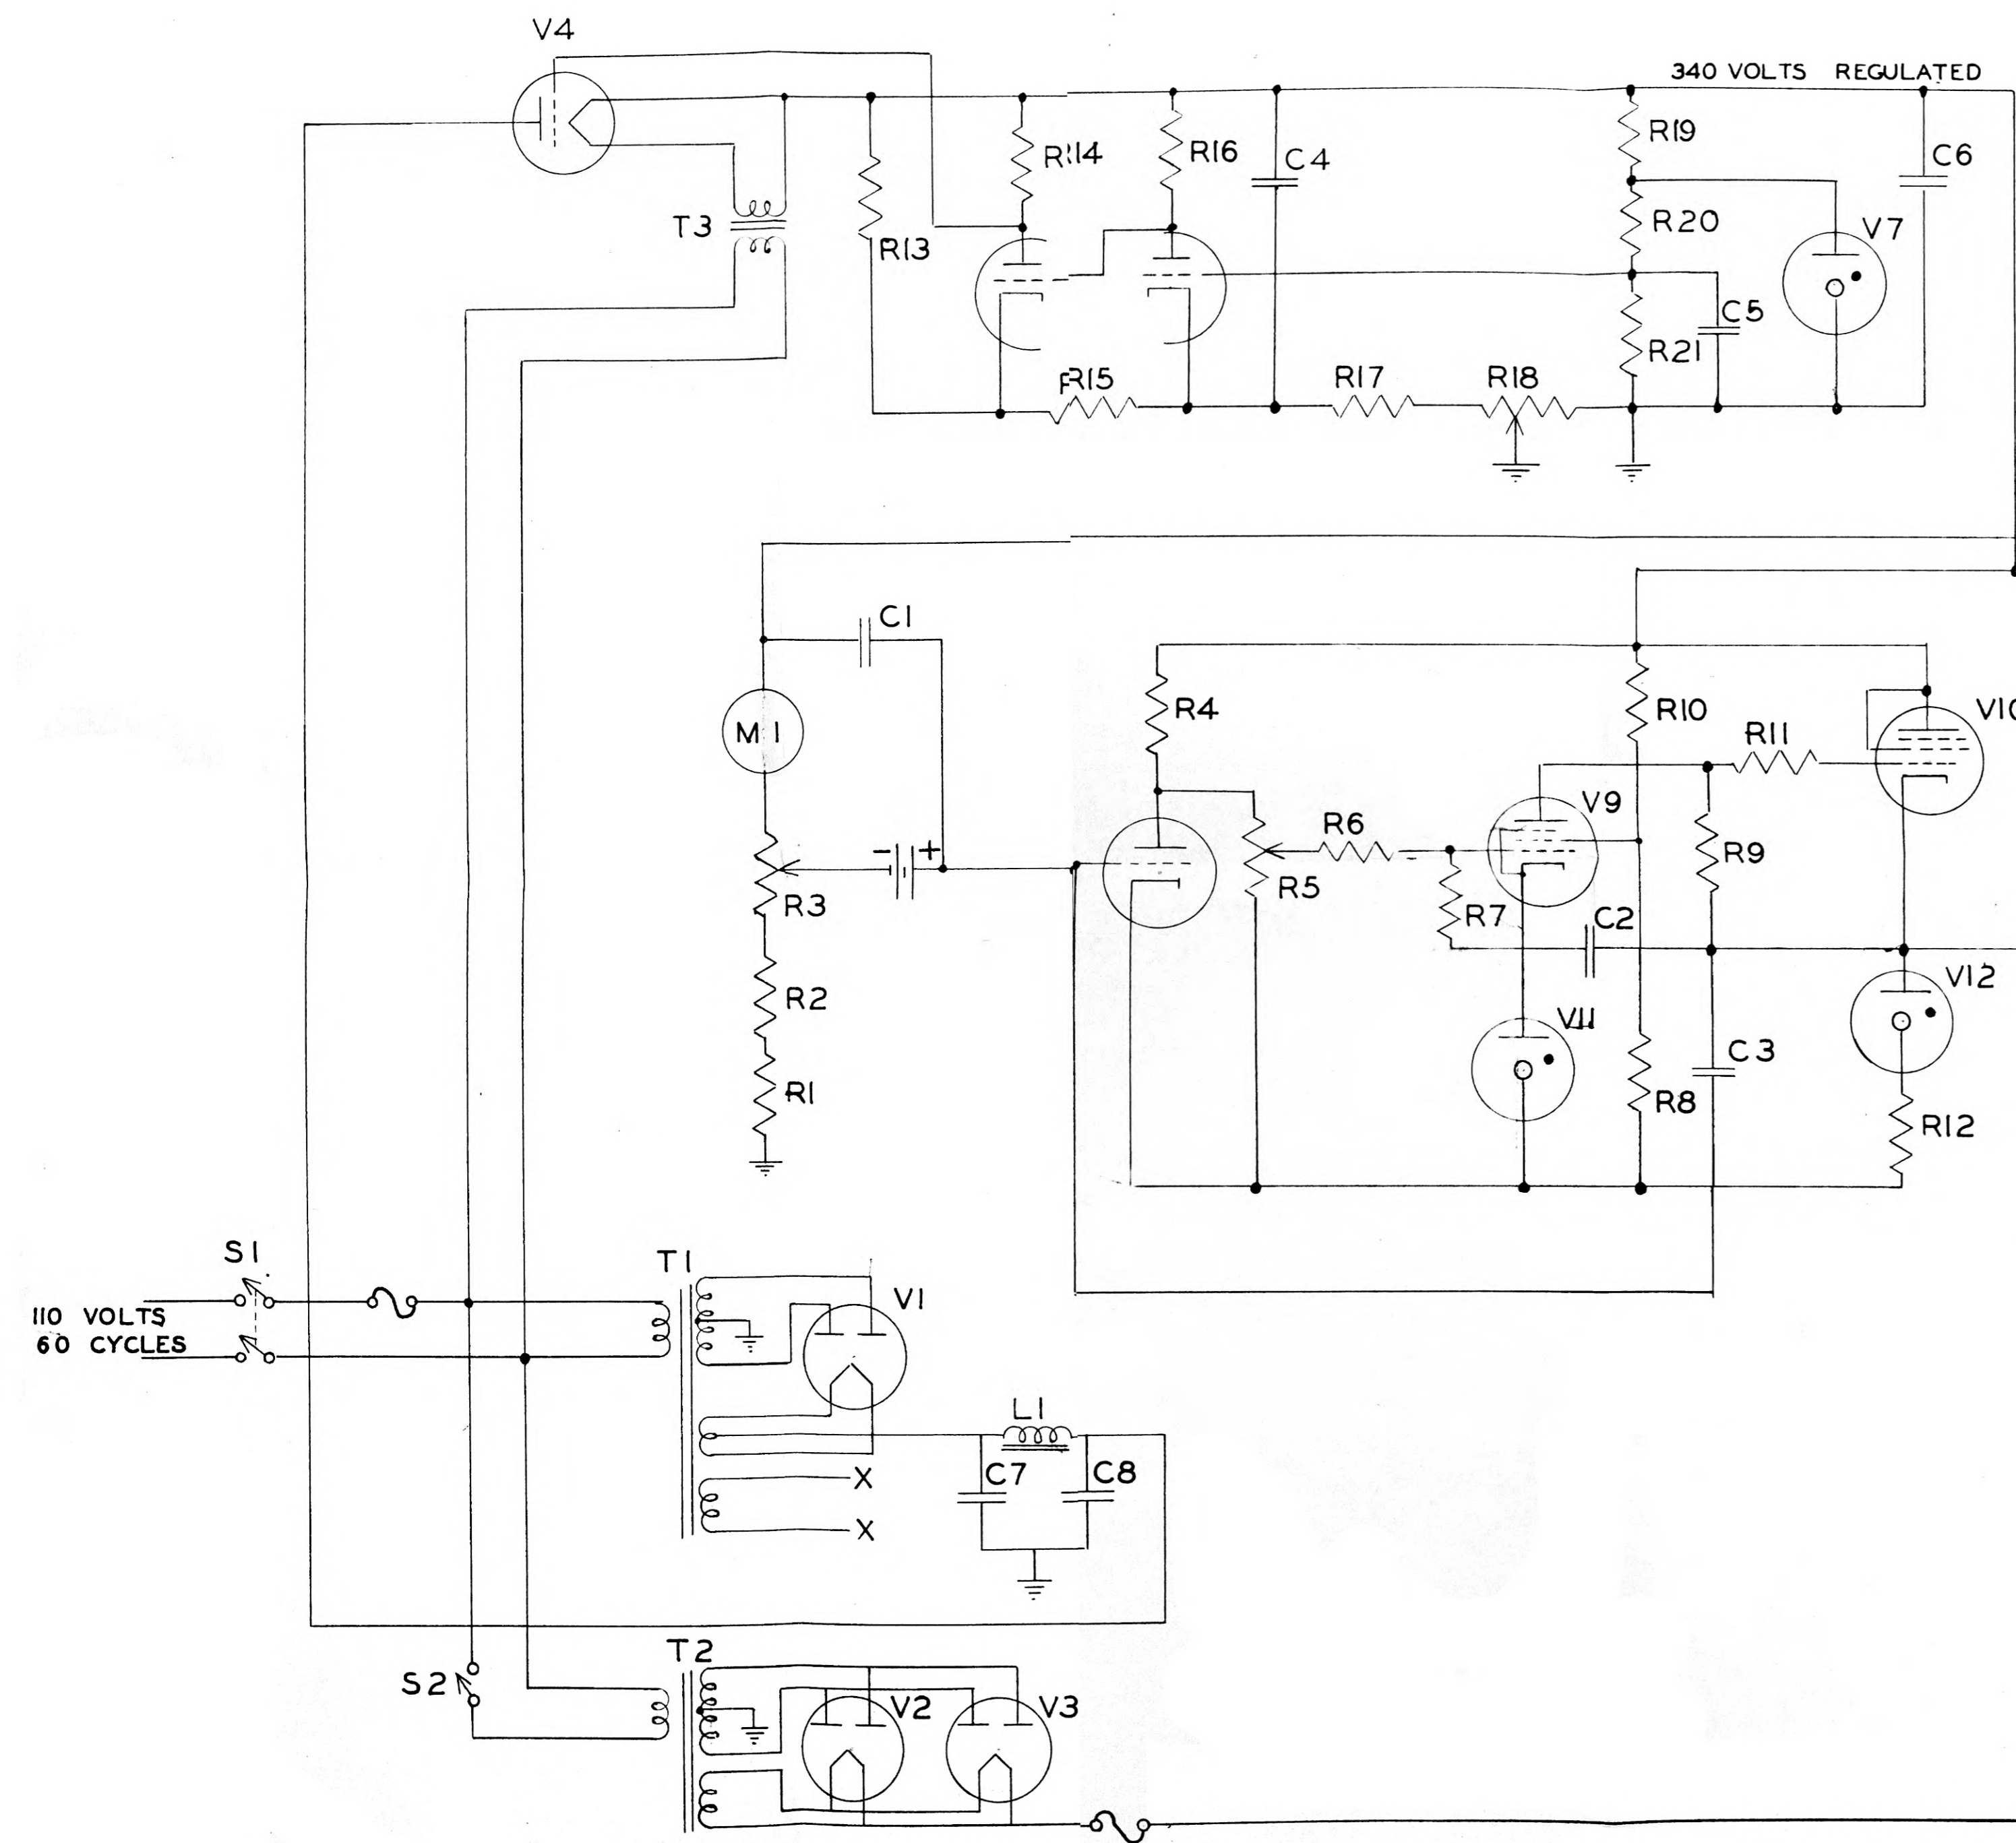 V4
340 VOLTS REGULATED
R14
R16
C4
R19
C6
T3
R13
R20
V7
C5
R21
R15
R17
R18
C1
R4
R10
V10
M1
R11
V9
R6
R9
R3
R5
R7
C2
V12
R2
V11
C3
R1
R8
R12
S1
T1
V1
110 VOLTS
60 CYCLES
L1
X
C7
C8
X
T2
S2
V2
V3
- +